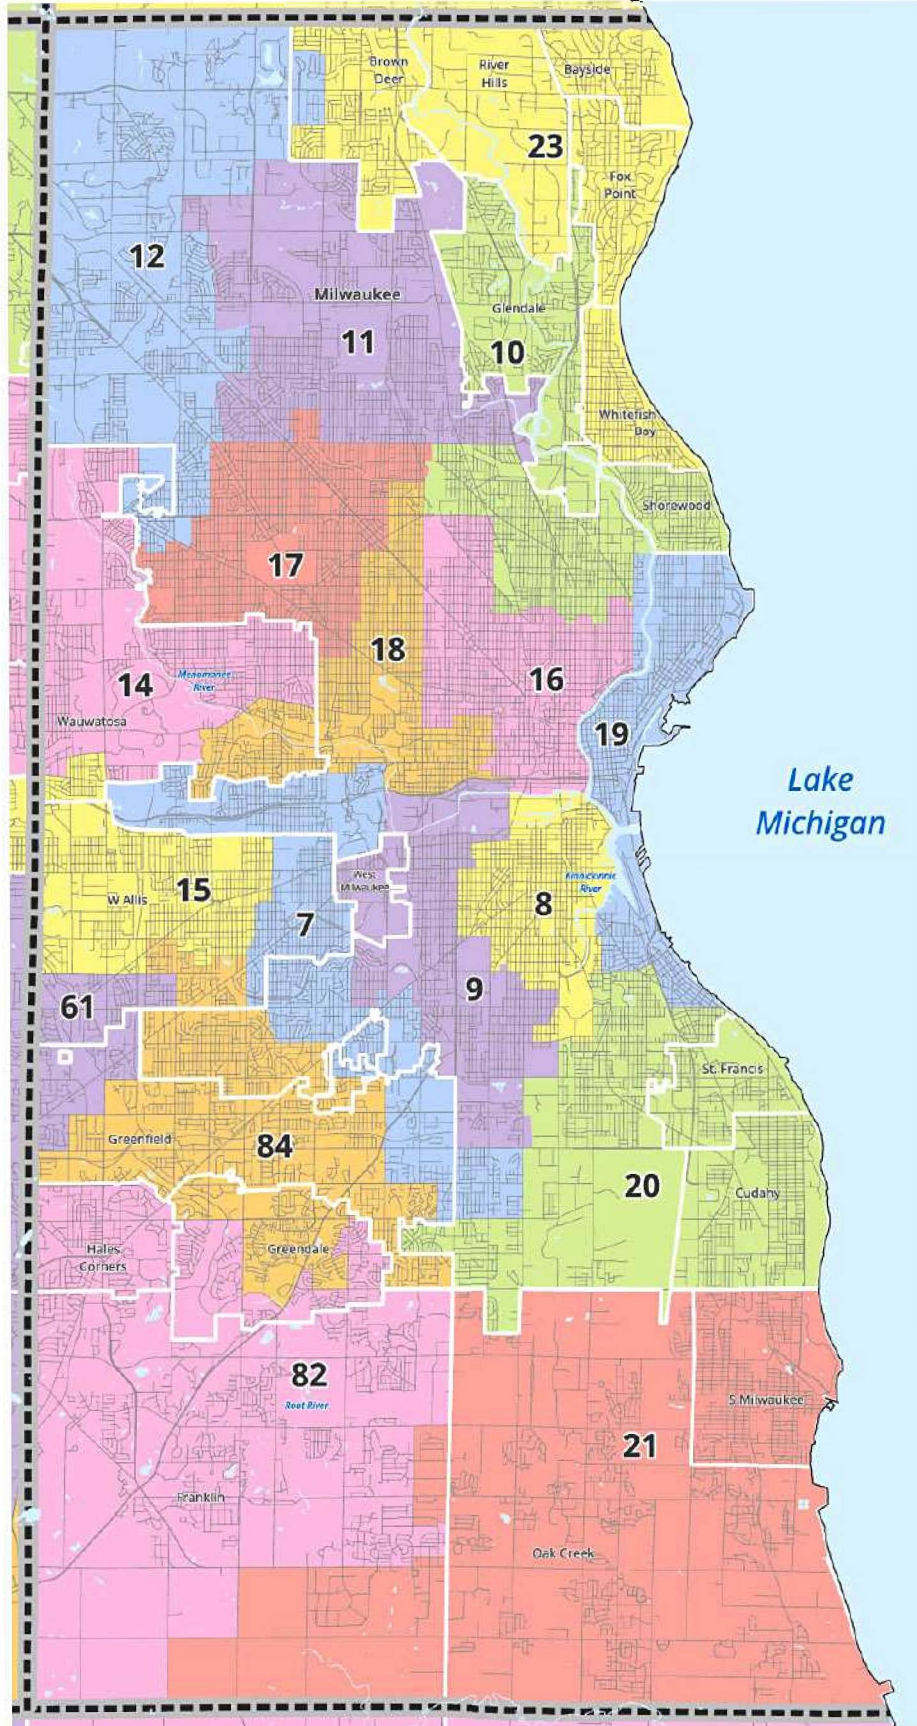 Brown
Deer
River
Hills
Bayside
23
Fox
Point
12
Milwaukee
11
Glendale
10
Whitefish
Bay
Shorewood
17
18
16
14
Menomonee
River
Wauwatosa
19
Lake
Michigan
West
Milwaukee
W Allis
15
7
8
Kinnickinnic
River
9
61
St. Francis
Greenfield
84
20
Cudahy
Hales
Corners
Greendale
82
Root River
S Milwaukee
21
Franklin
Oak Creek